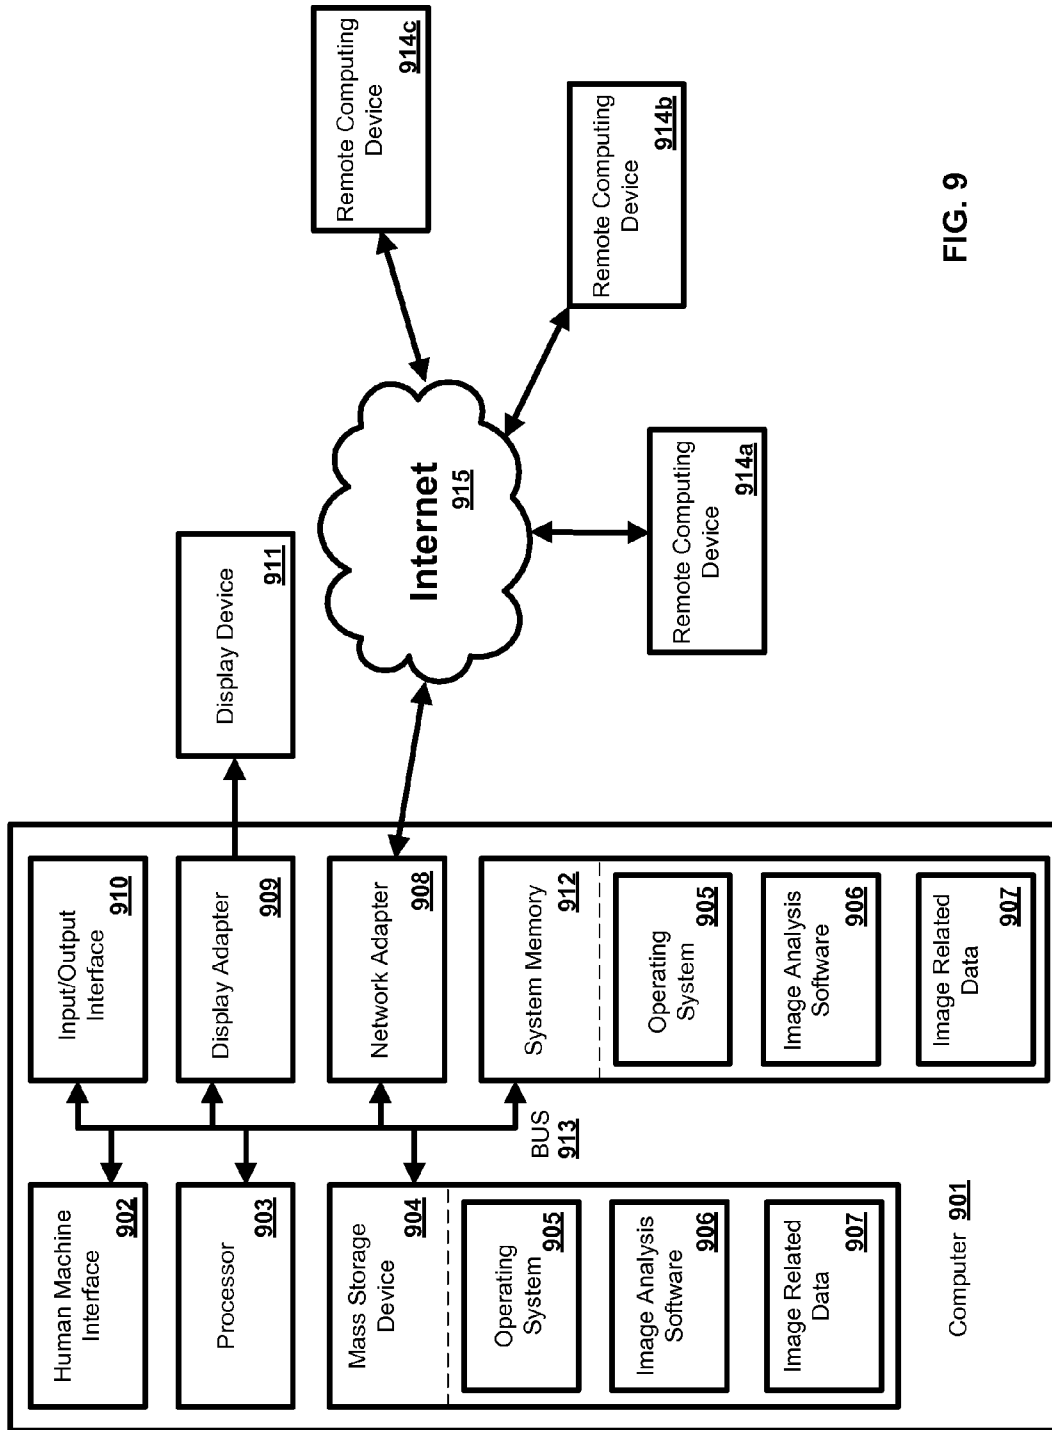 Human Machine
Interface
902
Processor
903
Mass Storage
Device
904
Operating
System
905
Image Analysis
Software
906
Image Related
Data
907
Computer 901
BUS
913
Input/Output
Interface
910
Display Adapter
909
Network Adapter
908
System Memory
912
Operating
System
905
Image Analysis
Software
906
Image Related
Data
907
Display Device
911
Internet
915
Remote Computing
Device
914a
Remote Computing
Device
914b
Remote Computing
Device
914c
FIG. 9